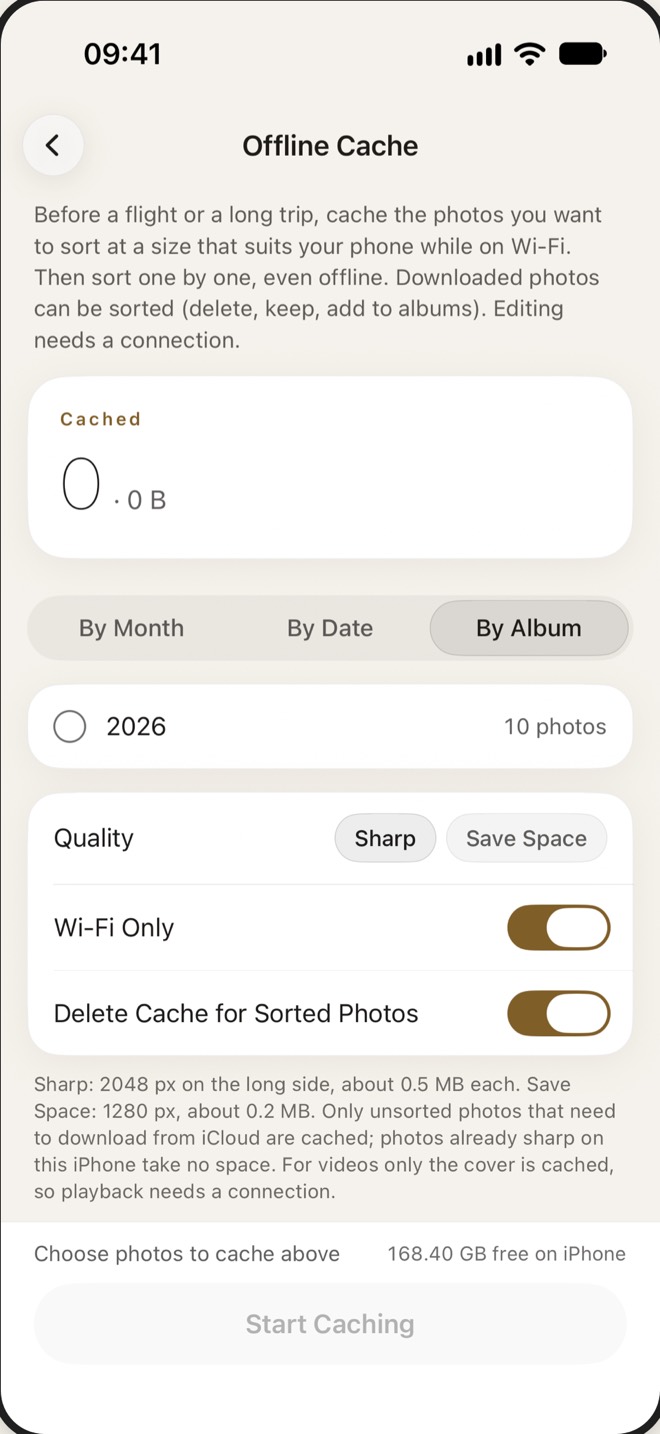 09:41
Offline Cache
Before a flight or a long trip, cache the photos you want
to sort at a size that suits your phone while on Wi-Fi.
Then sort one by one, even offline. Downloaded photos
can be sorted (delete, keep, add to albums). Editing
needs a connection.
Cached
0 · 0 B
By Month By Date By Album
2026 10 photos
Quality Sharp Save Space
Wi-Fi Only
Delete Cache for Sorted Photos
Sharp: 2048 px on the long side, about 0.5 MB each. Save
Space: 1280 px, about 0.2 MB. Only unsorted photos that need
to download from iCloud are cached; photos already sharp on
this iPhone take no space. For videos only the cover is cached,
so playback needs a connection.
Choose photos to cache above 168.40 GB free on iPhone
Start Caching